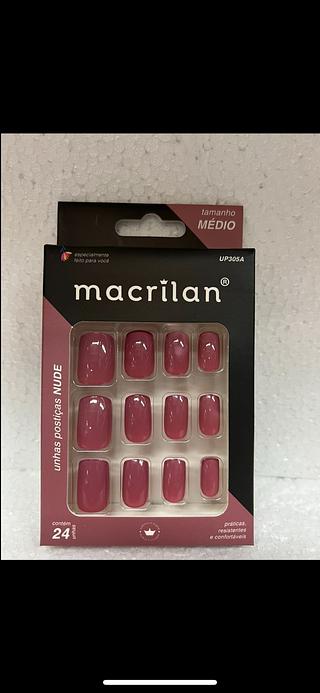 tamanho
MÉDIO
especialmente
feito para você
UP305A
macrilan®
unhas postiças NUDE
contém
24 unhas
práticas,
resistentes
e confortáveis